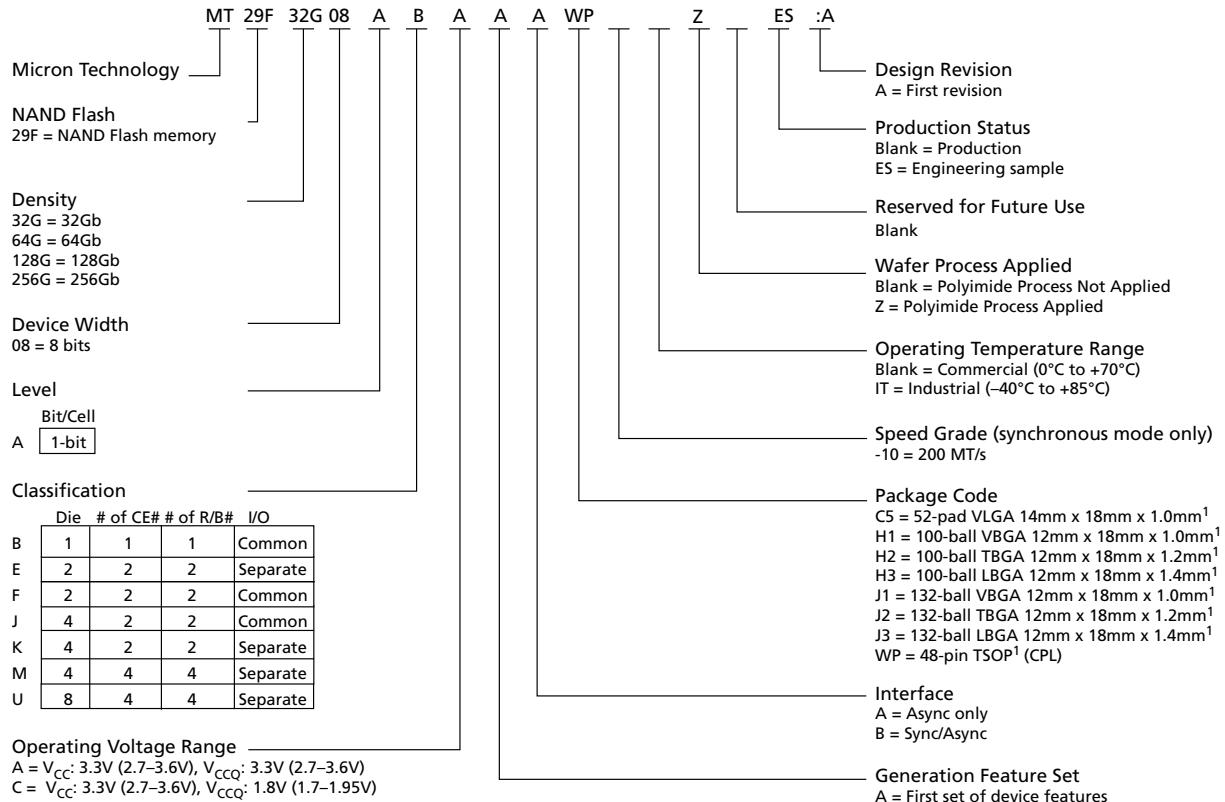 MT 29F 32G 08 A B A A A WP Z ES :A
Micron Technology
NAND Flash
29F = NAND Flash memory
Density
32G = 32Gb
64G = 64Gb
128G = 128Gb
256G = 256Gb
Device Width
08 = 8 bits
Level
Bit/Cell
A 1-bit
Classification
Die # of CE# # of R/B# I/O
B 1 1 1 Common
E 2 2 2 Separate
F 2 2 2 Common
J 4 2 2 Common
K 4 2 2 Separate
M 4 4 4 Separate
U 8 4 4 Separate
Operating Voltage Range
A = VCC: 3.3V (2.7–3.6V), VCCQ: 3.3V (2.7–3.6V)
C = VCC: 3.3V (2.7–3.6V), VCCQ: 1.8V (1.7–1.95V)
Design Revision
A = First revision
Production Status
Blank = Production
ES = Engineering sample
Reserved for Future Use
Blank
Wafer Process Applied
Blank = Polyimide Process Not Applied
Z = Polyimide Process Applied
Operating Temperature Range
Blank = Commercial (0°C to +70°C)
IT = Industrial (–40°C to +85°C)
Speed Grade (synchronous mode only)
-10 = 200 MT/s
Package Code
C5 = 52-pad VLGA 14mm x 18mm x 1.0mm1
H1 = 100-ball VBGA 12mm x 18mm x 1.0mm1
H2 = 100-ball TBGA 12mm x 18mm x 1.2mm1
H3 = 100-ball LBGA 12mm x 18mm x 1.4mm1
J1 = 132-ball VBGA 12mm x 18mm x 1.0mm1
J2 = 132-ball TBGA 12mm x 18mm x 1.2mm1
J3 = 132-ball LBGA 12mm x 18mm x 1.4mm1
WP = 48-pin TSOP1 (CPL)
Interface
A = Async only
B = Sync/Async
Generation Feature Set
A = First set of device features